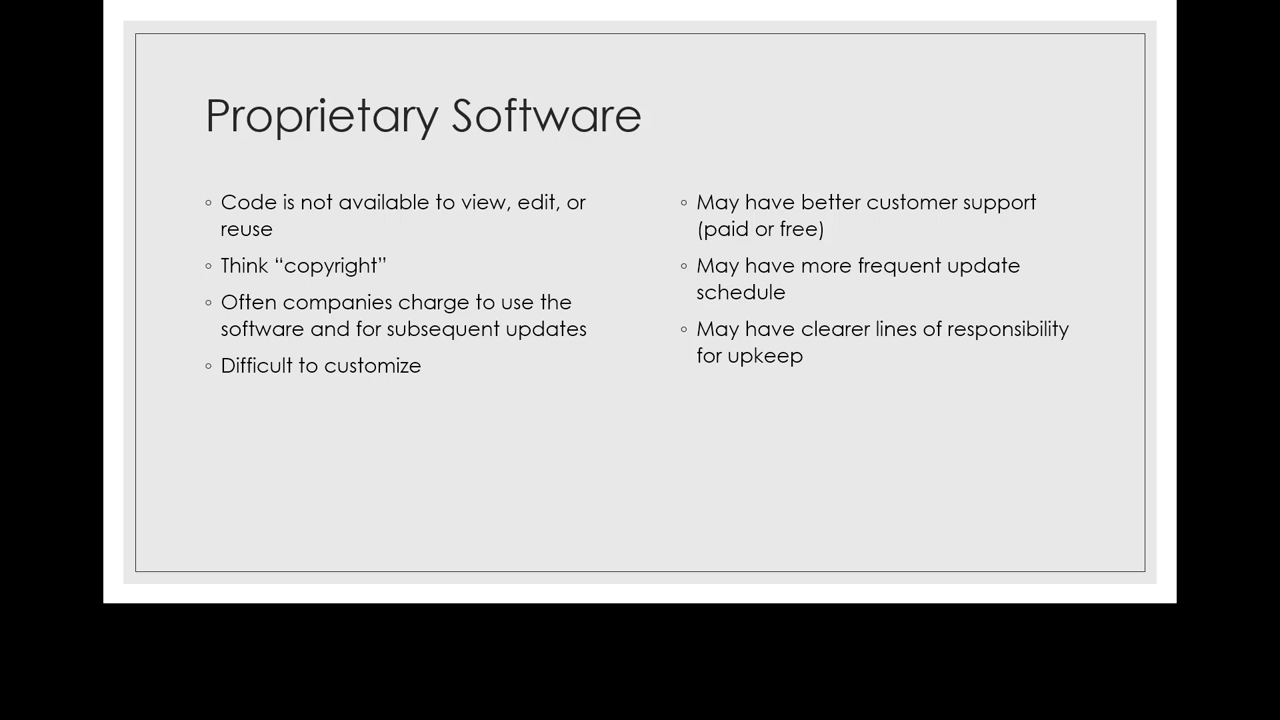 Proprietary Software
◦ Code is not available to view, edit, or
reuse
◦ Think “copyright”
◦ Often companies charge to use the
software and for subsequent updates
◦ Difficult to customize
◦ May have better customer support
(paid or free)
◦ May have more frequent update
schedule
◦ May have clearer lines of responsibility
for upkeep